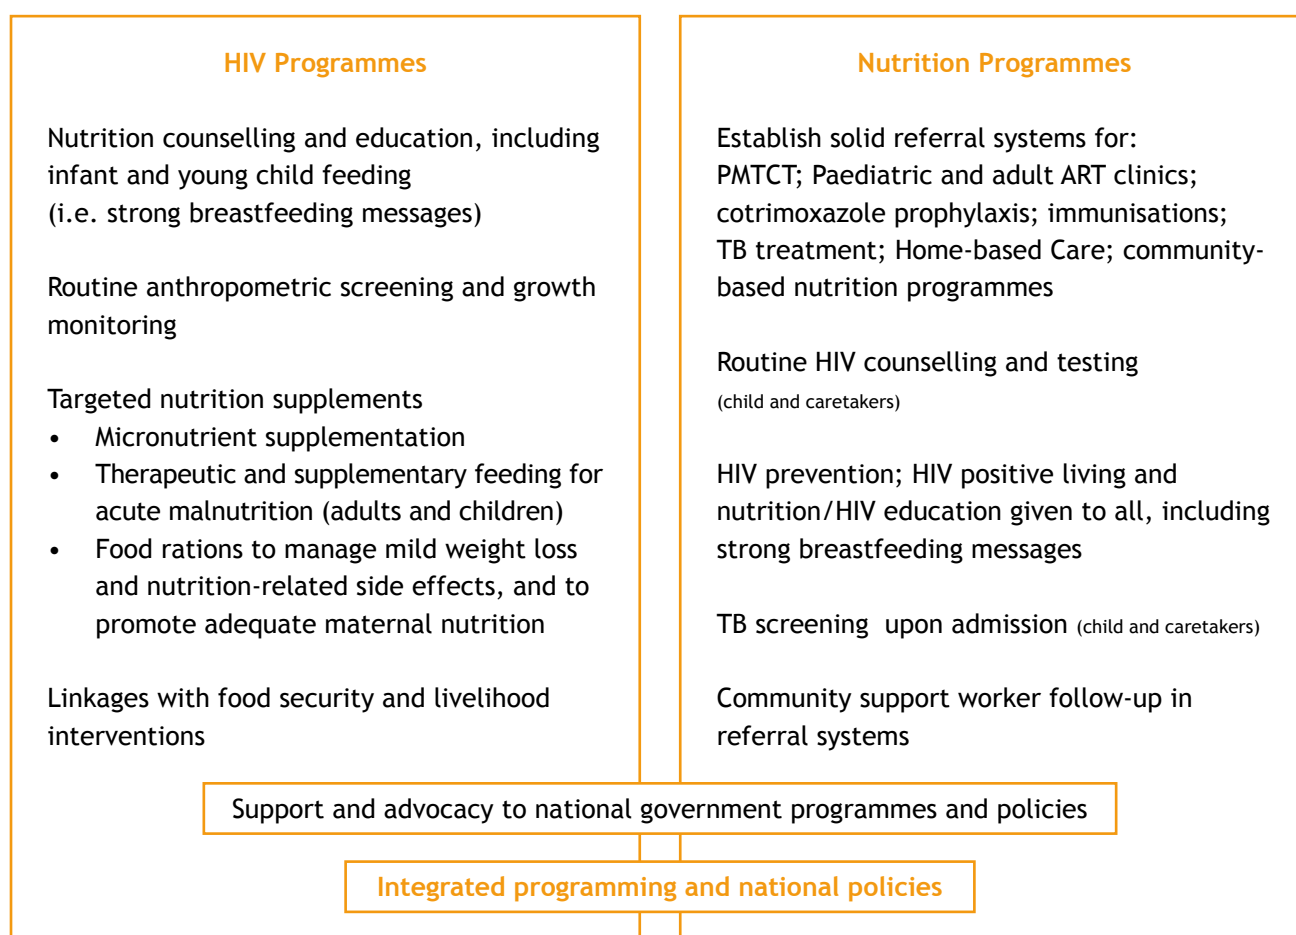 HIV Programmes
Nutrition counselling and education, including
infant and young child feeding
(i.e. strong breastfeeding messages)
Routine anthropometric screening and growth
monitoring
Targeted nutrition supplements
• Micronutrient supplementation
• Therapeutic and supplementary feeding for
acute malnutrition (adults and children)
• Food rations to manage mild weight loss
and nutrition-related side effects, and to
promote adequate maternal nutrition
Linkages with food security and livelihood
interventions
Nutrition Programmes
Establish solid referral systems for:
PMTCT; Paediatric and adult ART clinics;
cotrimoxazole prophylaxis; immunisations;
TB treatment; Home-based Care; community-
based nutrition programmes
Routine HIV counselling and testing
(child and caretakers)
HIV prevention; HIV positive living and
nutrition/HIV education given to all, including
strong breastfeeding messages
TB screening upon admission (child and caretakers)
Community support worker follow-up in
referral systems
Support and advocacy to national government programmes and policies
Integrated programming and national policies